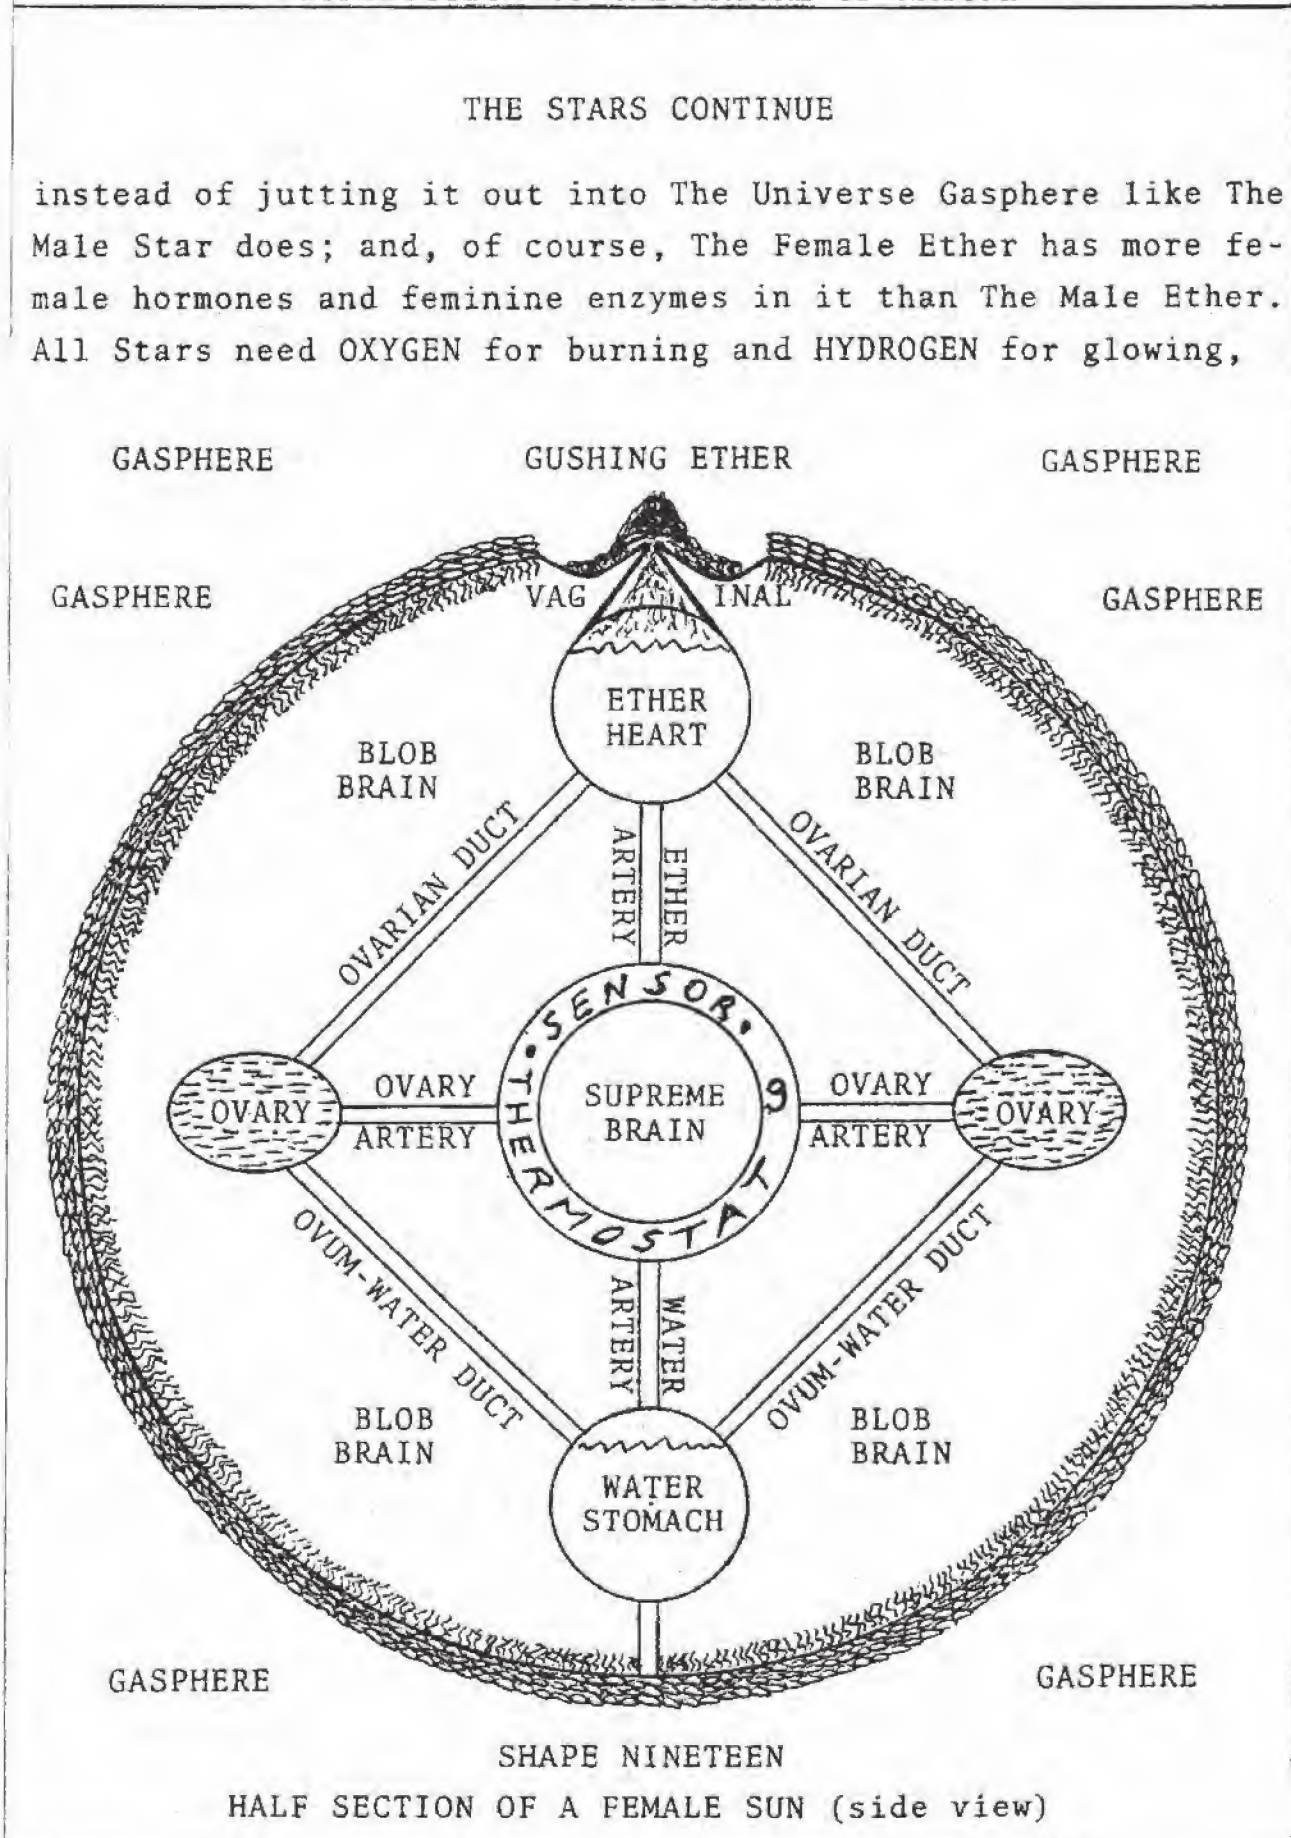 THE STARS CONTINUE
instead of jutting it out into The Universe Gasphere like The
Male Star does; and, of course, The Female Ether has more fe-
male hormones and feminine enzymes in it than The Male Ether.
All Stars need OXYGEN for burning and HYDROGEN for glowing,
GASPHERE
GUSHING ETHER
GASPHERE
GASPHERE
VAG INAL
GASPHERE
ETHER
HEART
BLOB
BRAIN
BLOB
BRAIN
OVARIAN DUCT
ETHER
ARTERY
OVARIAN DUCT
SENSOR
OVARY
OVARY
ARTERY
SUPREME
BRAIN
9
OVARY
ARTERY
OVARY
THERMOSTAT
OVUM-WATER DUCT
WATER
ARTERY
OVUM-WATER DUCT
BLOB
BRAIN
BLOB
BRAIN
WATER
STOMACH
GASPHERE
GASPHERE
SHAPE NINETEEN
HALF SECTION OF A FEMALE SUN (side view)